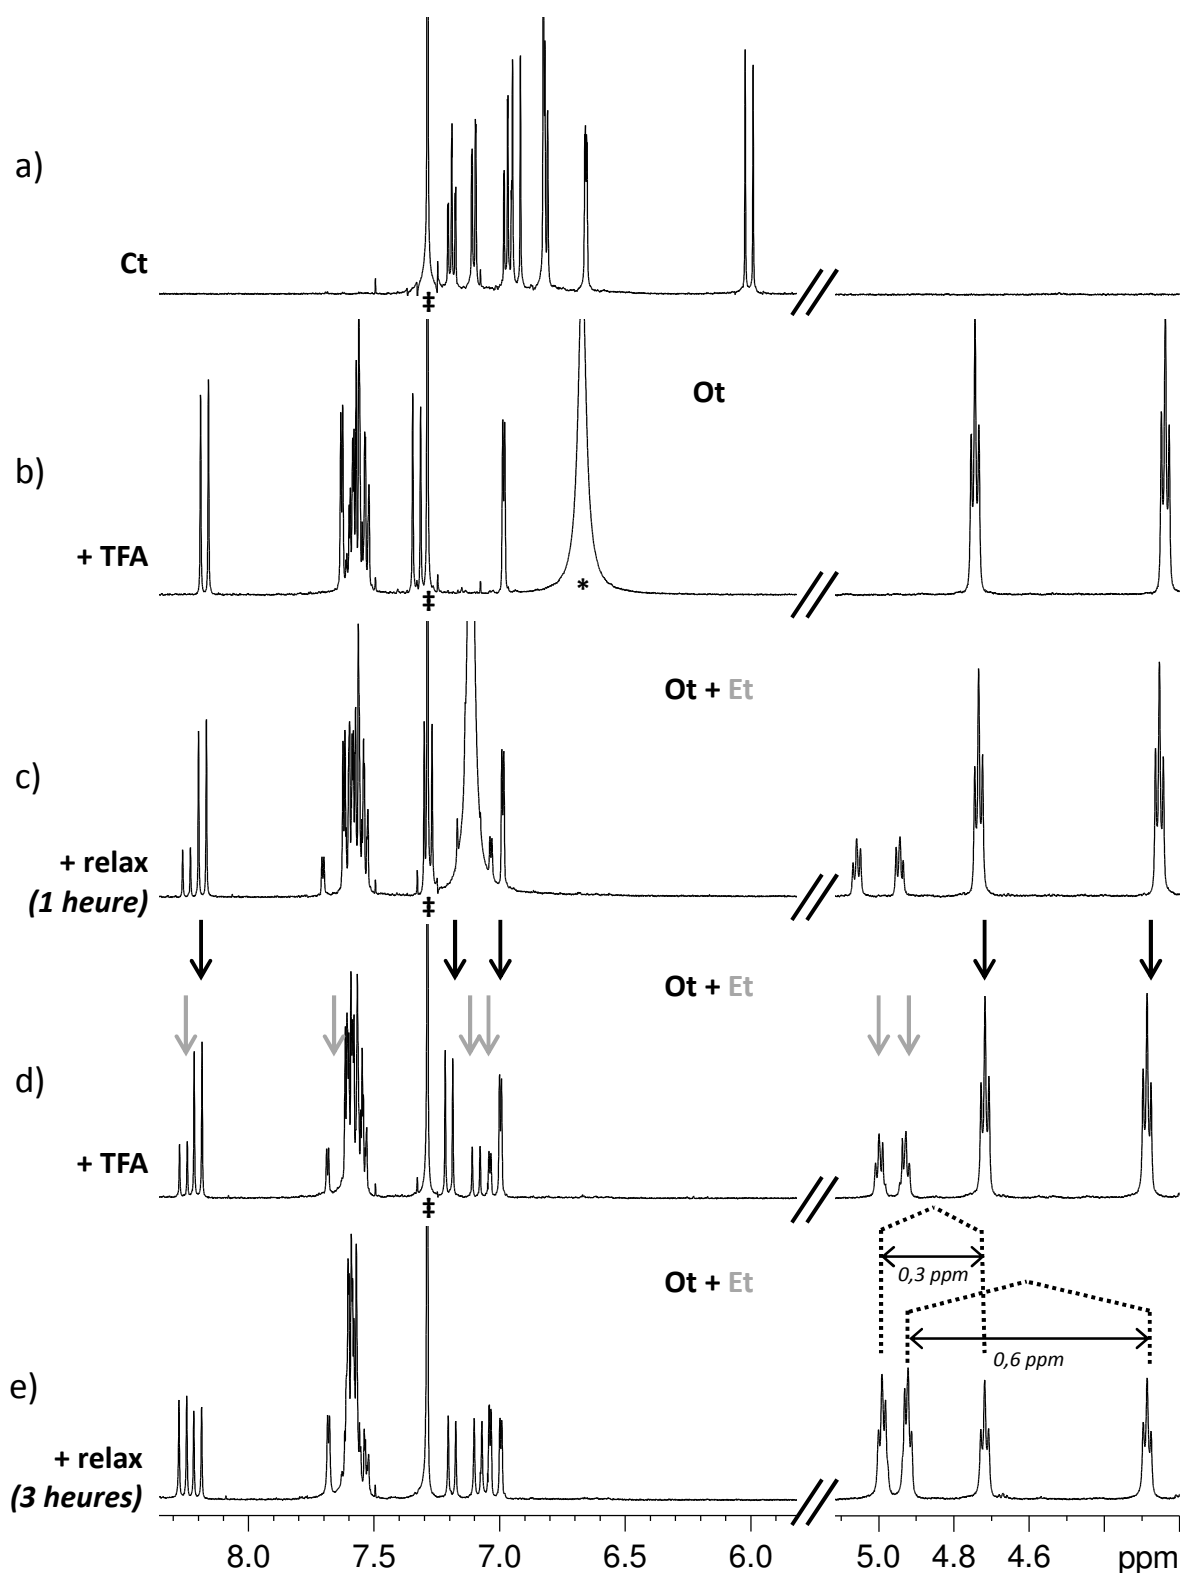 a)
Ct
‡
Ot
b)
+ TFA
‡
*
Ot + Et
c)
+ relax
(1 heure)
‡
Ot + Et
d)
+ TFA
‡
0,3 ppm
Ot + Et
0,6 ppm
e)
+ relax
(3 heures)
8.0 7.5 7.0 6.5 6.0 5.0 4.8 4.6 ppm